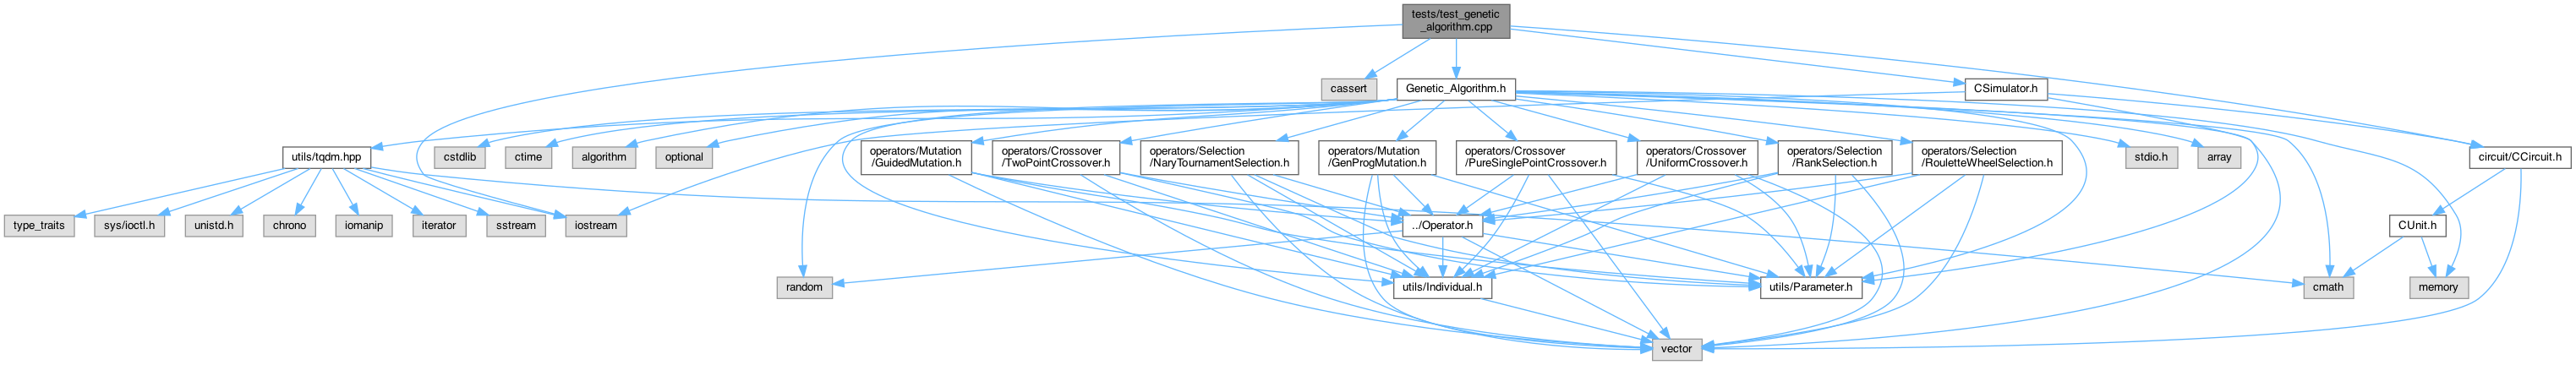 tests/test_genetic
_algorithm.cpp
cassert
Genetic_Algorithm.h
CSimulator.h
utils/tqdm.hpp
cstdlib
ctime
algorithm
optional
operators/Mutation
/GuidedMutation.h
operators/Crossover
/TwoPointCrossover.h
operators/Selection
/NaryTournamentSelection.h
operators/Mutation
/GenProgMutation.h
operators/Crossover
/PureSinglePointCrossover.h
operators/Crossover
/UniformCrossover.h
operators/Selection
/RankSelection.h
operators/Selection
/RouletteWheelSelection.h
stdio.h
array
circuit/CCircuit.h
type_traits
sys/ioctl.h
unistd.h
chrono
iomanip
iterator
sstream
iostream
../Operator.h
CUnit.h
random
utils/Individual.h
utils/Parameter.h
cmath
memory
vector